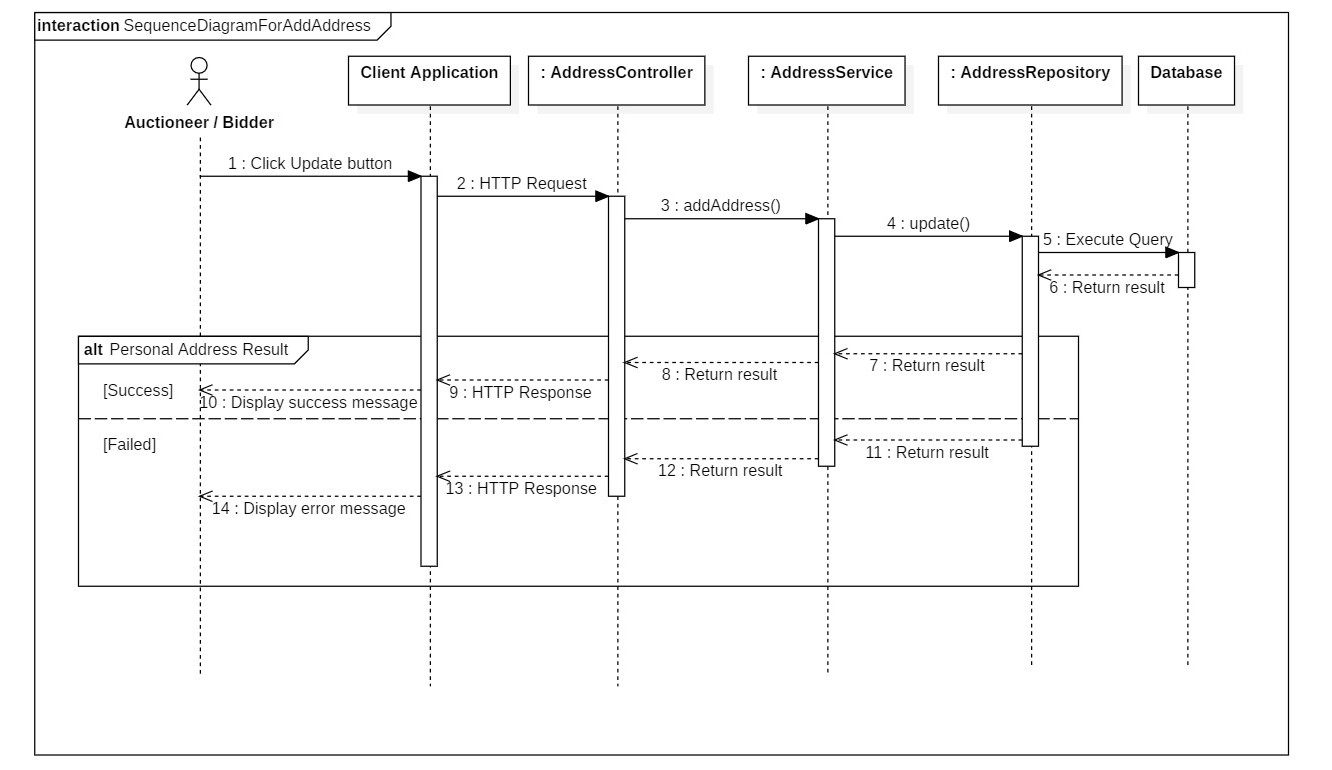 interaction SequenceDiagramForAddAddress
Client Application
: AddressController
: AddressService
: AddressRepository
Database
Auctioneer / Bidder
1 : Click Update button
2 : HTTP Request
3 : addAddress()
4 : update()
5 : Execute Query
6 : Return result
alt Personal Address Result
7 : Return result
8 : Return result
9 : HTTP Response
[Success]
10 : Display success message
[Failed]
11 : Return result
12 : Return result
13 : HTTP Response
14 : Display error message